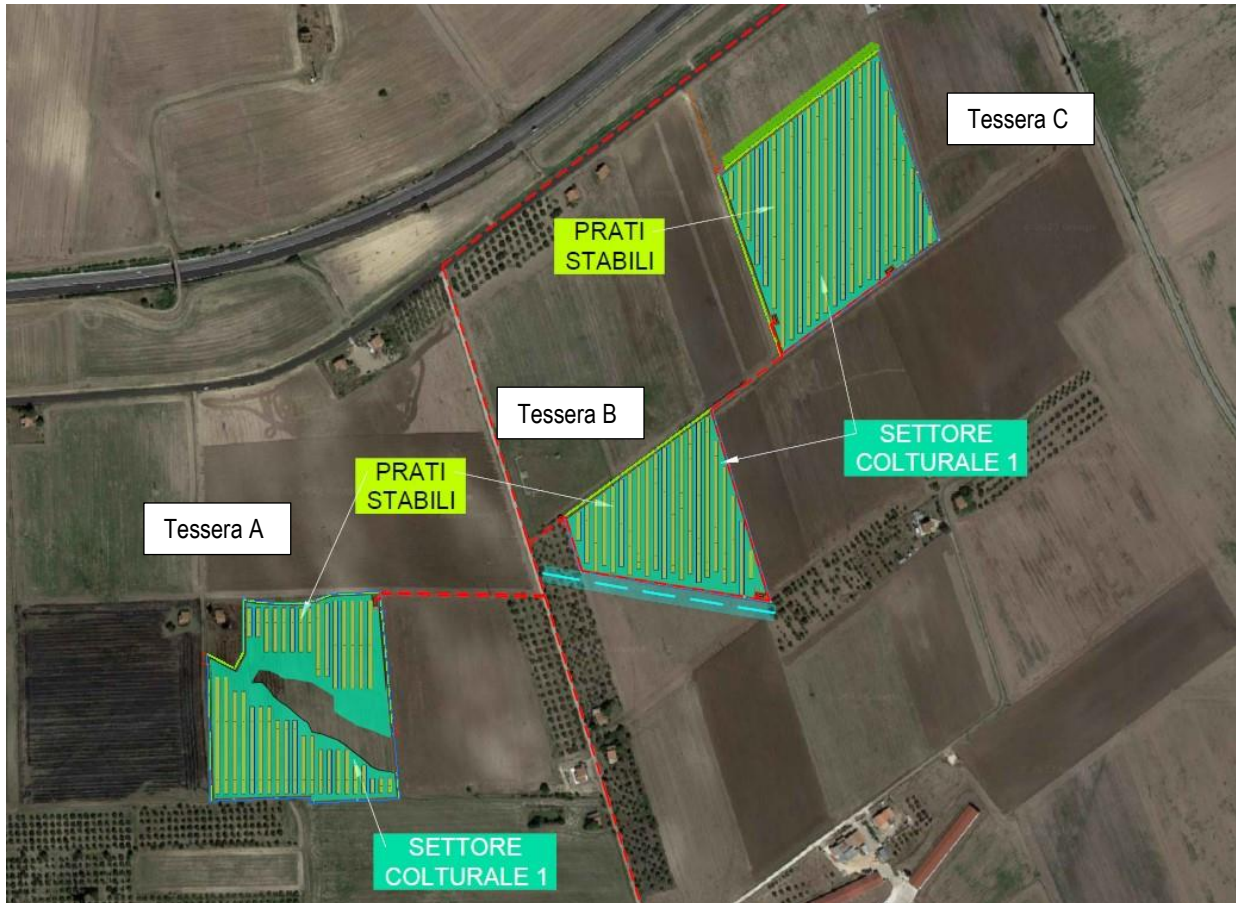 Tessera C
PRATI
STABILI
Tessera B
SETTORE
COLTURALE 1
PRATI
STABILI
Tessera A
SETTORE
COLTURALE 1